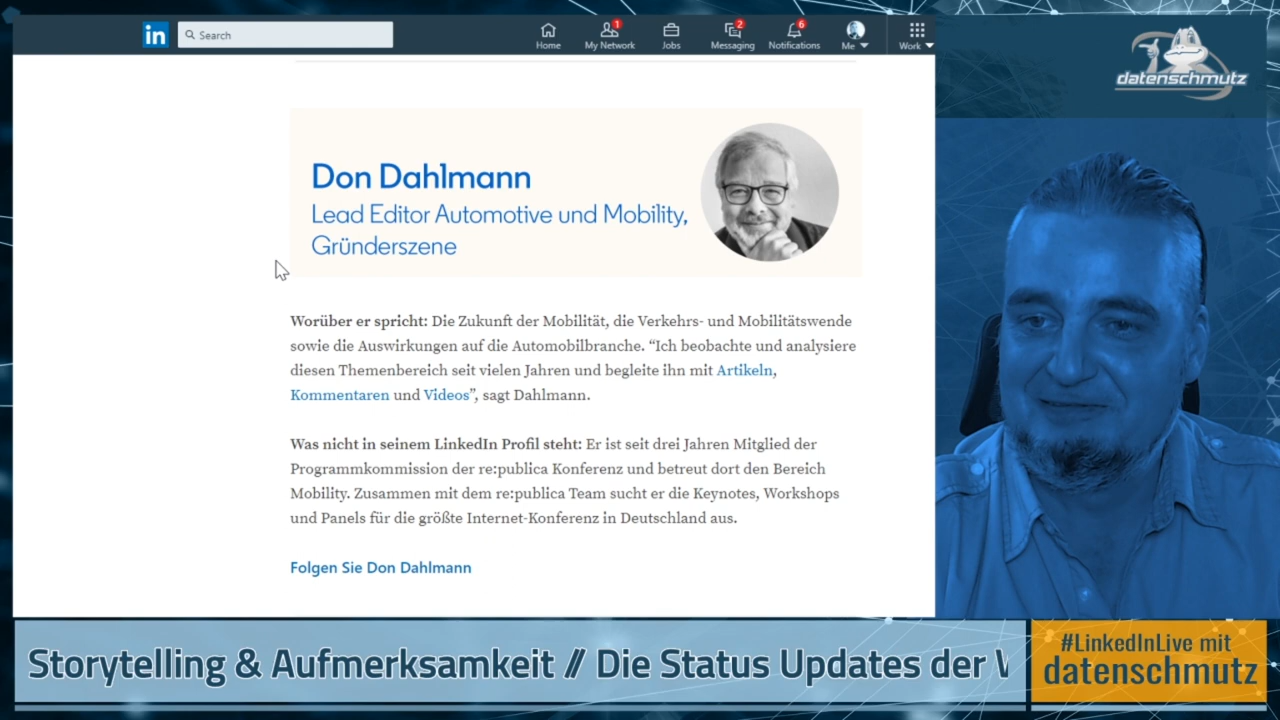 in
Search
Home
1
My Network
Jobs
2
Messaging
6
Notifications
Me
Work
datenschmutz
Don Dahlmann
Lead Editor Automotive und Mobility,
Gründerszene
Worüber er spricht: Die Zukunft der Mobilität, die Verkehrs- und Mobilitätswende
sowie die Auswirkungen auf die Automobilbranche. “Ich beobachte und analysiere
diesen Themenbereich seit vielen Jahren und begleite ihn mit Artikeln,
Kommentaren und Videos”, sagt Dahlmann.
Was nicht in seinem LinkedIn Profil steht: Er ist seit drei Jahren Mitglied der
Programmkommission der re:publica Konferenz und betreut dort den Bereich
Mobility. Zusammen mit dem re:publica Team sucht er die Keynotes, Workshops
und Panels für die größte Internet-Konferenz in Deutschland aus.
Folgen Sie Don Dahlmann
Storytelling & Aufmerksamkeit // Die Status Updates der
#LinkedInLive mit
datenschmutz